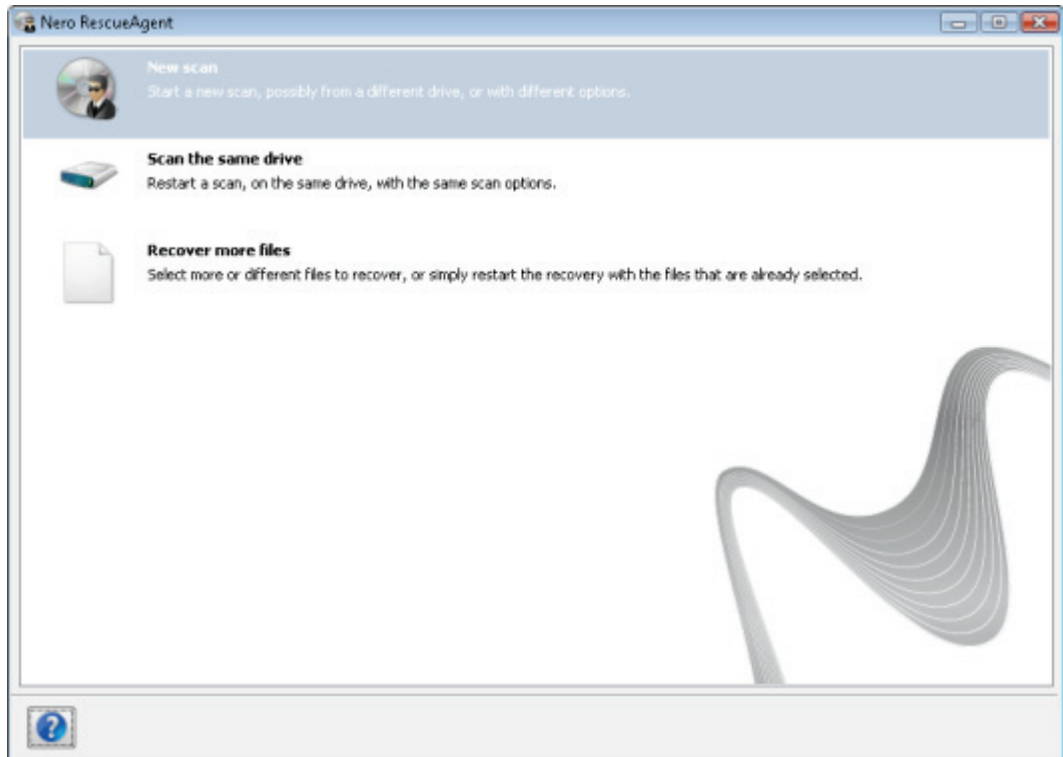 Nero RescueAgent
New scan
Start a new scan, possibly from a different drive, or with different options.
Scan the same drive
Restart a scan, on the same drive, with the same scan options.
Recover more files
Select more or different files to recover, or simply restart the recovery with the files that are already selected.
?